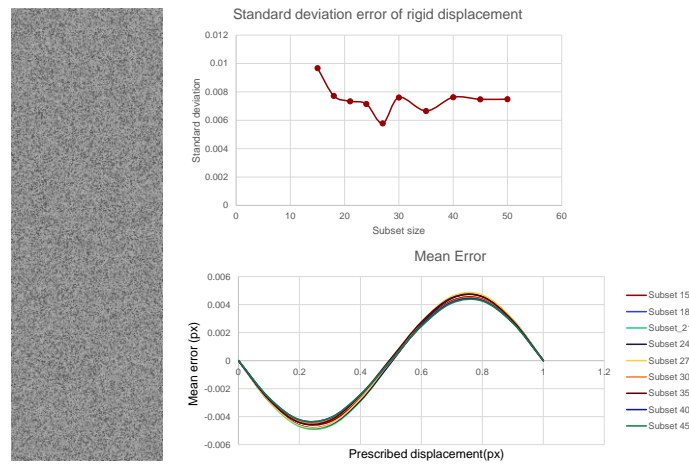 Standard deviation error of rigid displacement
0.012
0.01
0.008
0.006
0.004
0.002
0
0 10 20 30 40 50 60
Standard deviation
Subset size
Mean Error
0.006
0.004
0.002
0
-0.002
-0.004
-0.006
0 0.2 0.4 0.6 0.8 1 1.2
Mean error (px)
Prescribed displacement(px)
Subset 15
Subset 18
Subset_21
Subset 24
Subset 27
Subset 30
Subset 35
Subset 40
Subset 45